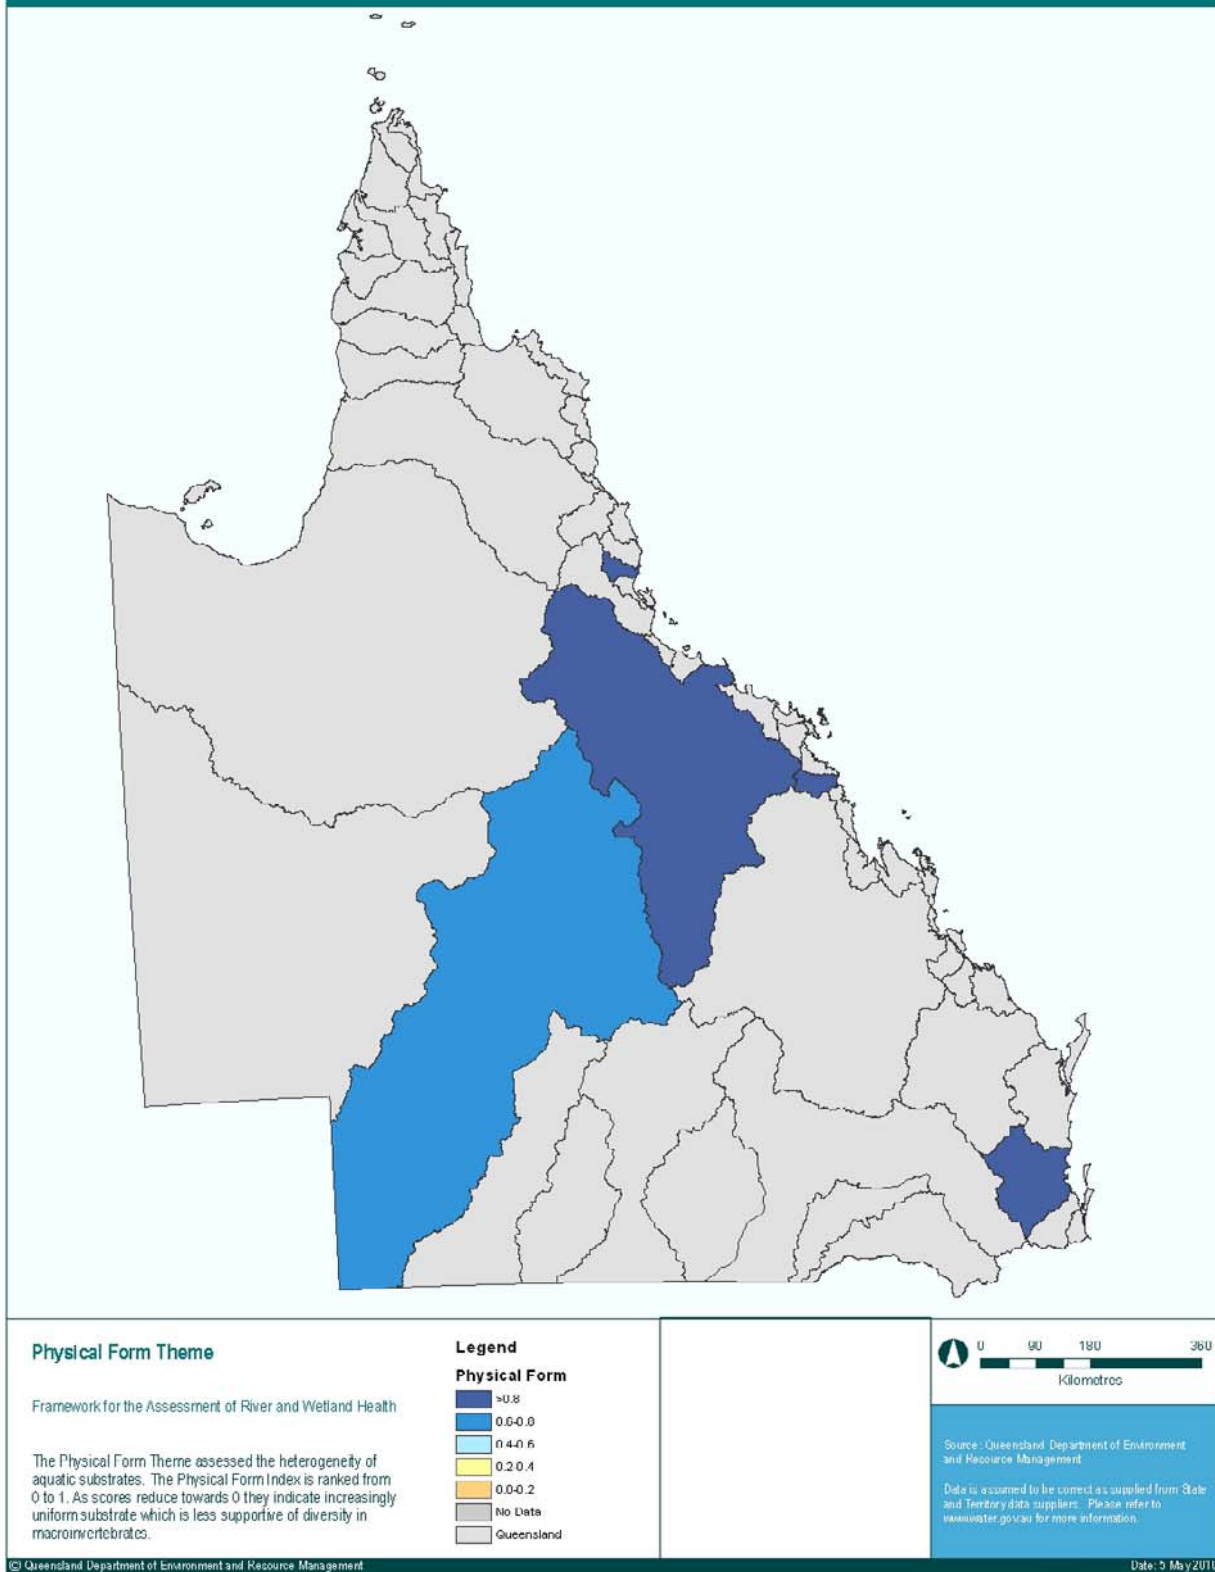 Physical Form Theme
Framework for the Assessment of River and Wetland Health
The Physical Form Theme assessed the heterogeneity of
aquatic substrates. The Physical Form Index is ranked from
0 to 1. As scores reduce towards 0 they indicate increasingly
uniform substrate which is less supportive of diversity in
macroinvertebrates.
Legend
Physical Form
>0.8
0.6-0.8
0.4-0.6
0.2-0.4
0.0-0.2
No Data
Queensland
0 90 180 360
Kilometres
Source: Queensland Department of Environment
and Resource Management
Data is assumed to be correct as supplied from State
and Territory data suppliers. Please refer to
www.water.gov.au for more information.
© Queensland Department of Environment and Resource Management
Date: 5 May 2010